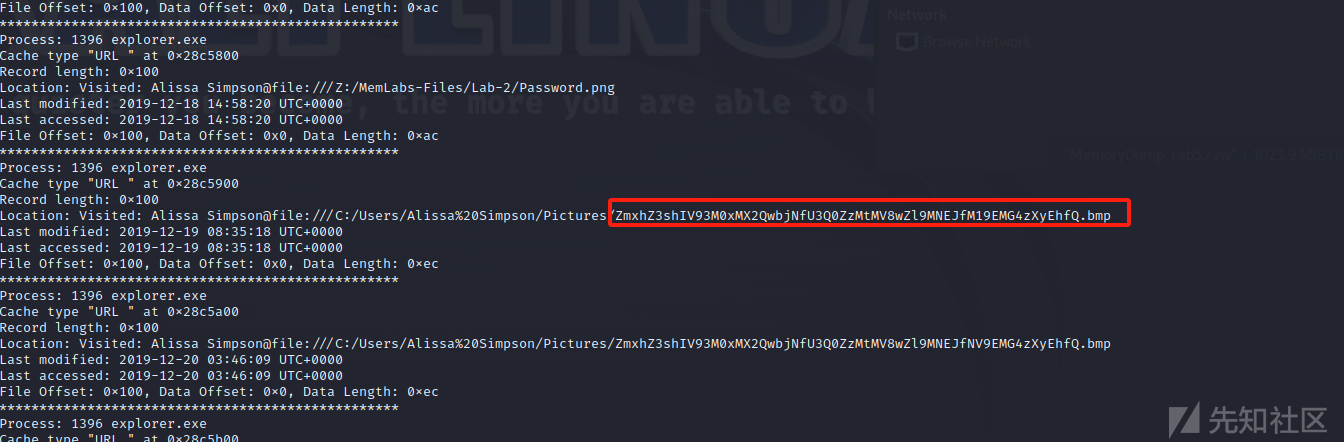 File Offset: 0×100, Data Offset: 0×0, Data Length: 0×ac
**************************************************
Process: 1396 explorer.exe
Cache type "URL " at 0×28c5800
Record length: 0×100
Location: Visited: Alissa Simpson@file:///Z:/MemLabs-Files/Lab-2/Password.png
Last modified: 2019-12-18 14:58:20 UTC+0000
Last accessed: 2019-12-18 14:58:20 UTC+0000
File Offset: 0×100, Data Offset: 0×0, Data Length: 0×ac
**************************************************
Process: 1396 explorer.exe
Cache type "URL " at 0×28c5900
Record length: 0×100
Location: Visited: Alissa Simpson@file:///C:/Users/Alissa%20Simpson/Pictures/ZmxhZ3shIV93M0xMX2QwbjNfU3Q0ZzMtMV8wZl9MNEJfM19EMG4zXyEhfQ.bmp
Last modified: 2019-12-19 08:35:18 UTC+0000
Last accessed: 2019-12-19 08:35:18 UTC+0000
File Offset: 0×100, Data Offset: 0×0, Data Length: 0×ec
**************************************************
Process: 1396 explorer.exe
Cache type "URL " at 0×28c5a00
Record length: 0×100
Location: Visited: Alissa Simpson@file:///C:/Users/Alissa%20Simpson/Pictures/ZmxhZ3shIV93M0xMX2QwbjNfU3Q0ZzMtMV8wZl9MNEJfNV9EMG4zXyEhfQ.bmp
Last modified: 2019-12-20 03:46:09 UTC+0000
Last accessed: 2019-12-20 03:46:09 UTC+0000
File Offset: 0×100, Data Offset: 0×0, Data Length: 0×ec
**************************************************
Process: 1396 explorer.exe
Cache type "URL " at 0×28c5b00
Network
Browse Network
, the more you are able to
"MemoryDump_Lab5.raw"
先知社区